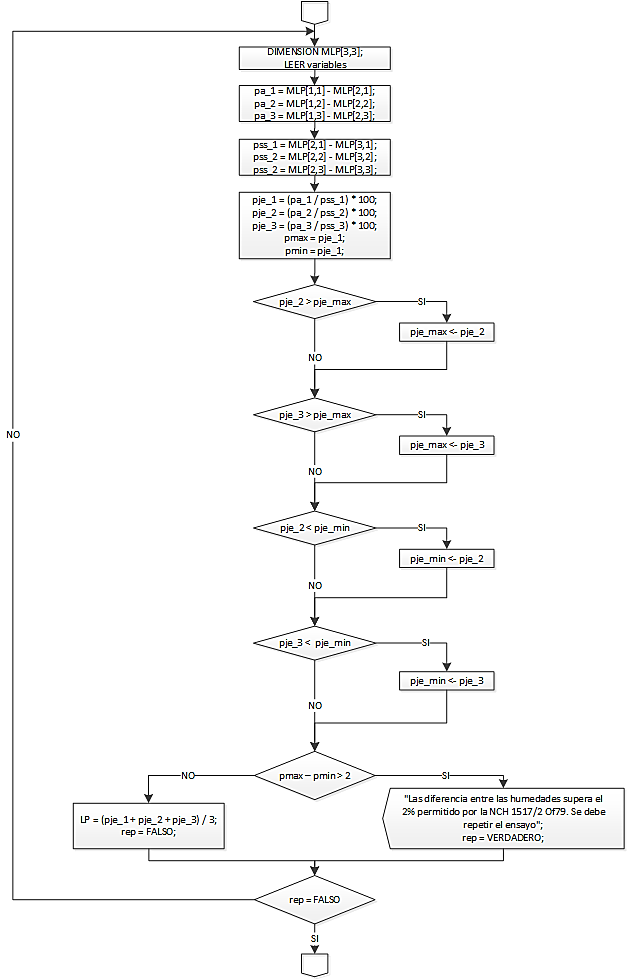 DIMENSION MLP[3,3];
LEER variables
pa_1 = MLP[1,1] - MLP[2,1];
pa_2 = MLP[1,2] - MLP[2,2];
pa_3 = MLP[1,3] - MLP[2,3];
pss_1 = MLP[2,1] - MLP[3,1];
pss_2 = MLP[2,2] - MLP[3,2];
pss_2 = MLP[2,3] - MLP[3,3];
pje_1 = (pa_1 / pss_1) * 100;
pje_2 = (pa_2 / pss_2) * 100;
pje_3 = (pa_3 / pss_3) * 100;
pmax = pje_1;
pmin = pje_1;
pje_2 > pje_max
SI
pje_max <- pje_2
NO
pje_3 > pje_max
SI
pje_max <- pje_3
NO
NO
pje_2 < pje_min
SI
pje_min <- pje_2
NO
pje_3 < pje_min
SI
pje_min <- pje_3
NO
pmax – pmin > 2
NO
SI
LP = (pje_1 + pje_2 + pje_3) / 3;
rep = FALSO;
"Las diferencia entre las humedades supera el
2% permitido por la NCH 1517/2 Of79. Se debe
repetir el ensayo";
rep = VERDADERO;
rep = FALSO
SI